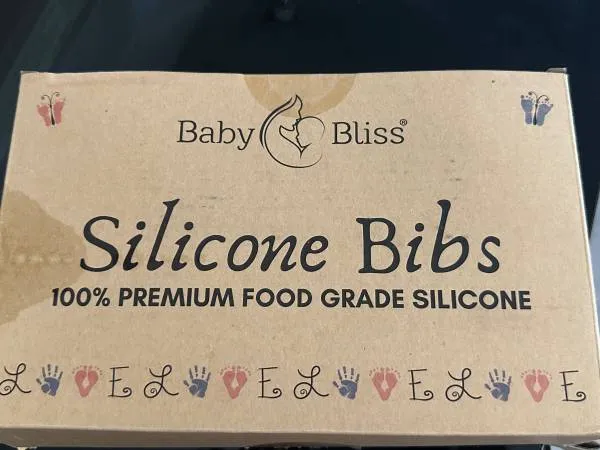 Baby Bliss®
Silicone Bibs
100% PREMIUM FOOD GRADE SILICONE
L E L E L E L E